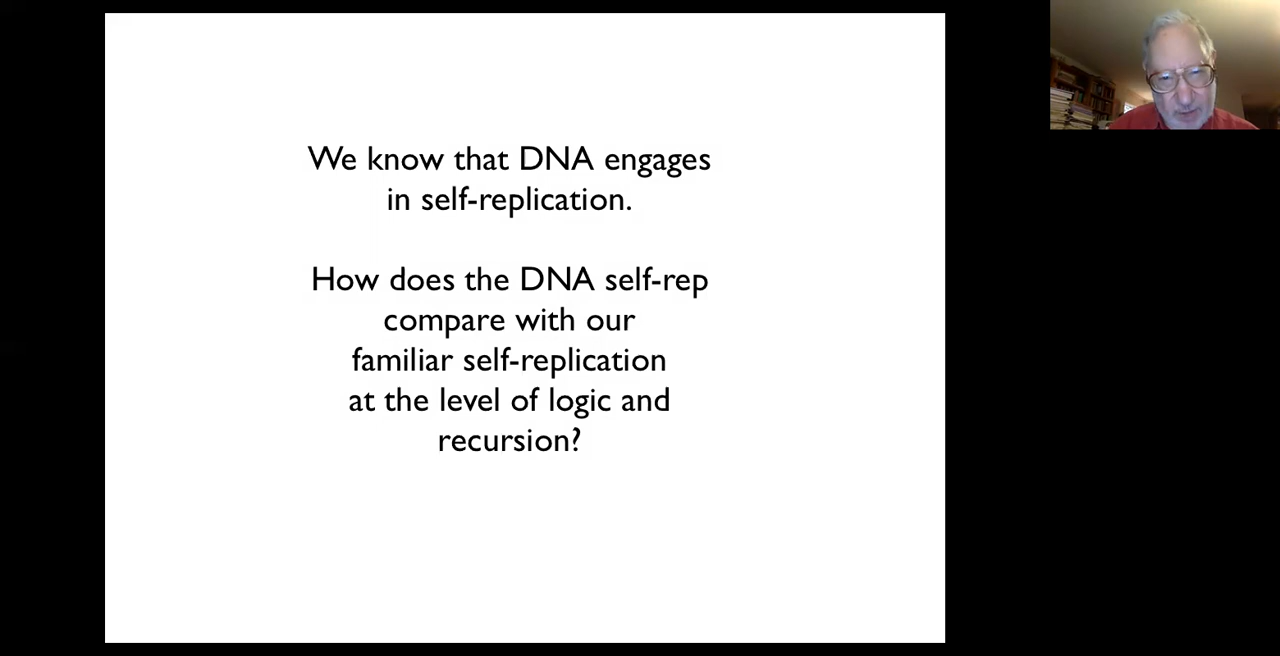 We know that DNA engages
in self-replication.
How does the DNA self-rep
compare with our
familiar self-replication
at the level of logic and
recursion?